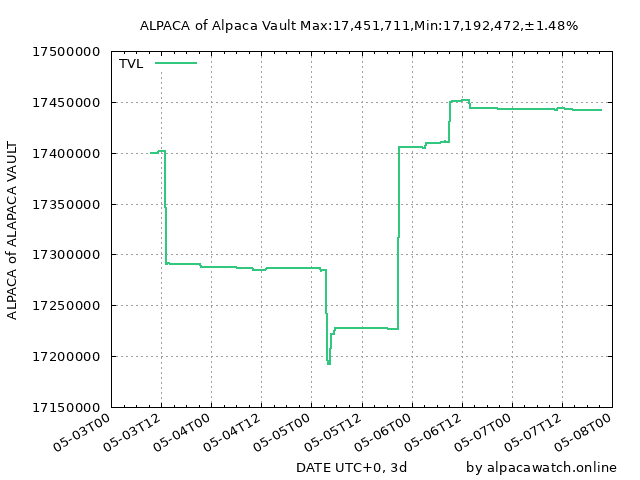 ALPACA of Alpaca Vault Max:17,451,711,Min:17,192,472,±1.48%
TVL
ALPACA of ALAPACA VAULT
17500000
17450000
17400000
17350000
17300000
17250000
17200000
17150000
05-03T00
05-03T12
05-04T00
05-04T12
05-05T00
05-05T12
05-06T00
05-06T12
05-07T00
05-07T12
05-08T00
DATE UTC+0, 3d
by alpacawatch.online